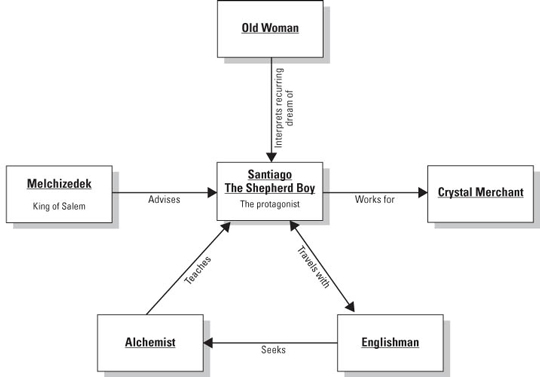 Old Woman
Interprets recurring
dream of
Melchizedek
King of Salem
Advises
Santiago
The Shepherd Boy
The protagonist
Works for
Crystal Merchant
Teaches
Travels with
Alchemist
Seeks
Englishman